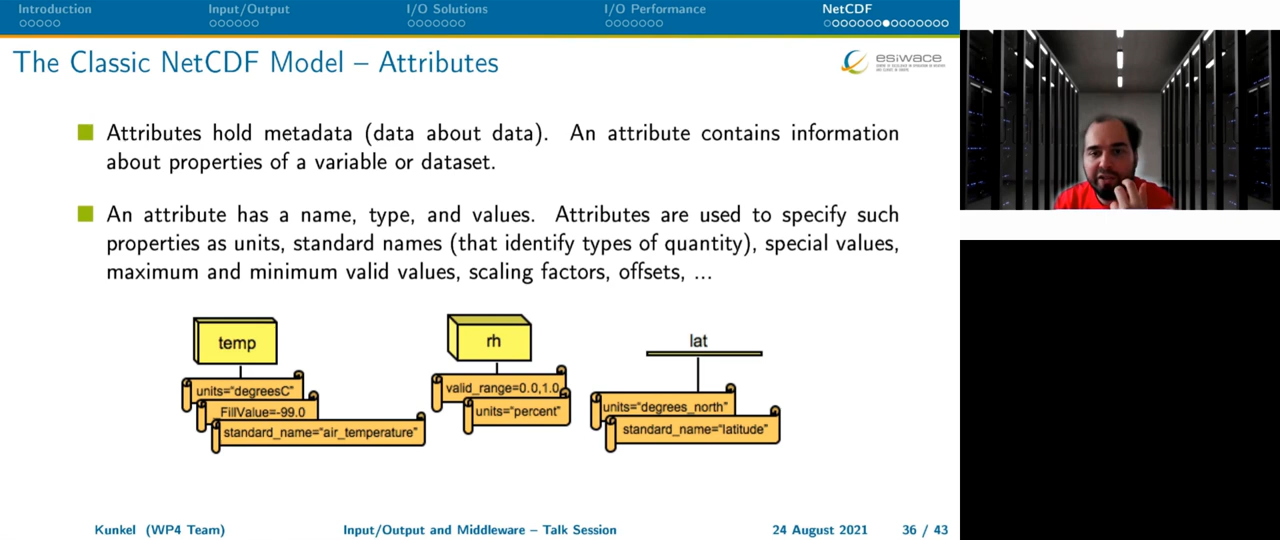 Introduction
Input/Output
I/O Solutions
I/O Performance
NetCDF
The Classic NetCDF Model – Attributes
esiwace
Attributes hold metadata (data about data). An attribute contains information
about properties of a variable or dataset.
An attribute has a name, type, and values. Attributes are used to specify such
properties as units, standard names (that identify types of quantity), special values,
maximum and minimum valid values, scaling factors, offsets, ...
temp
units="degreesC"
FillValue=-99.0
standard_name="air_temperature"
rh
valid_range=0.0,1.0
units="percent"
lat
units="degrees_north"
standard_name="latitude"
Kunkel (WP4 Team)
Input/Output and Middleware – Talk Session
24 August 2021
36 / 43